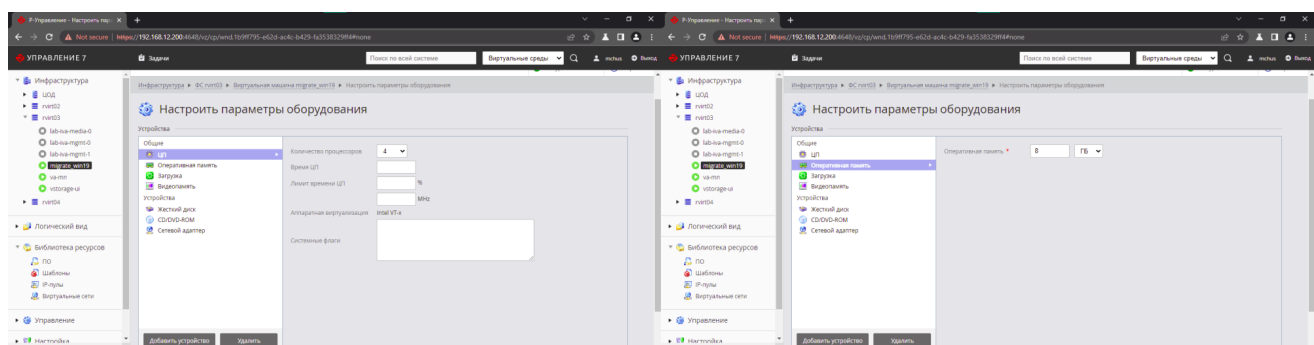 Р-Управление - Настроить пар
Not secure | https://192.168.12.200:4648/vz/cp/wnd.1b9ff795-e62d-ac4c-b429-fa3538329ff4#none
УПРАВЛЕНИЕ 7
Задачи
Поиск по всей системе
Виртуальные среды
mchus
Выход
Инфраструктура
ЦОД
rvirt02
rvirt03
lab-iva-media-0
lab-iva-mgmt-0
lab-iva-mgmt-1
migrate_win19
va-mn
vstorage-ui
rvirt04
Логический вид
Библиотека ресурсов
ПО
Шаблоны
IP-пулы
Виртуальные сети
Управление
Настройка
Инфраструктура ▸ ФС rvirt03 ▸ Виртуальная машина migrate_win19 ▸ Настроить параметры оборудования
Настроить параметры оборудования
Устройства
Общие
ЦП
Оперативная память
Загрузка
Видеопамять
Устройства
Жесткий диск
CD/DVD-ROM
Сетевой адаптер
Количество процессоров 4
Время ЦП
Лимит времени ЦП %
MHz
Аппаратная виртуализация Intel VT-x
Системные флаги
Добавить устройство Удалить
Р-Управление - Настроить пар
Not secure | https://192.168.12.200:4648/vz/cp/wnd.1b9ff795-e62d-ac4c-b429-fa3538329ff4#none
УПРАВЛЕНИЕ 7
Задачи
Поиск по всей системе
Виртуальные среды
mchus
Выход
Инфраструктура
ЦОД
rvirt02
rvirt03
lab-iva-media-0
lab-iva-mgmt-0
lab-iva-mgmt-1
migrate_win19
va-mn
vstorage-ui
rvirt04
Логический вид
Библиотека ресурсов
ПО
Шаблоны
IP-пулы
Виртуальные сети
Управление
Настройка
Инфраструктура ▸ ФС rvirt03 ▸ Виртуальная машина migrate_win19 ▸ Настроить параметры оборудования
Настроить параметры оборудования
Устройства
Общие
ЦП
Оперативная память
Загрузка
Видеопамять
Устройства
Жесткий диск
CD/DVD-ROM
Сетевой адаптер
Оперативная память * 8 ГБ
Добавить устройство Удалить